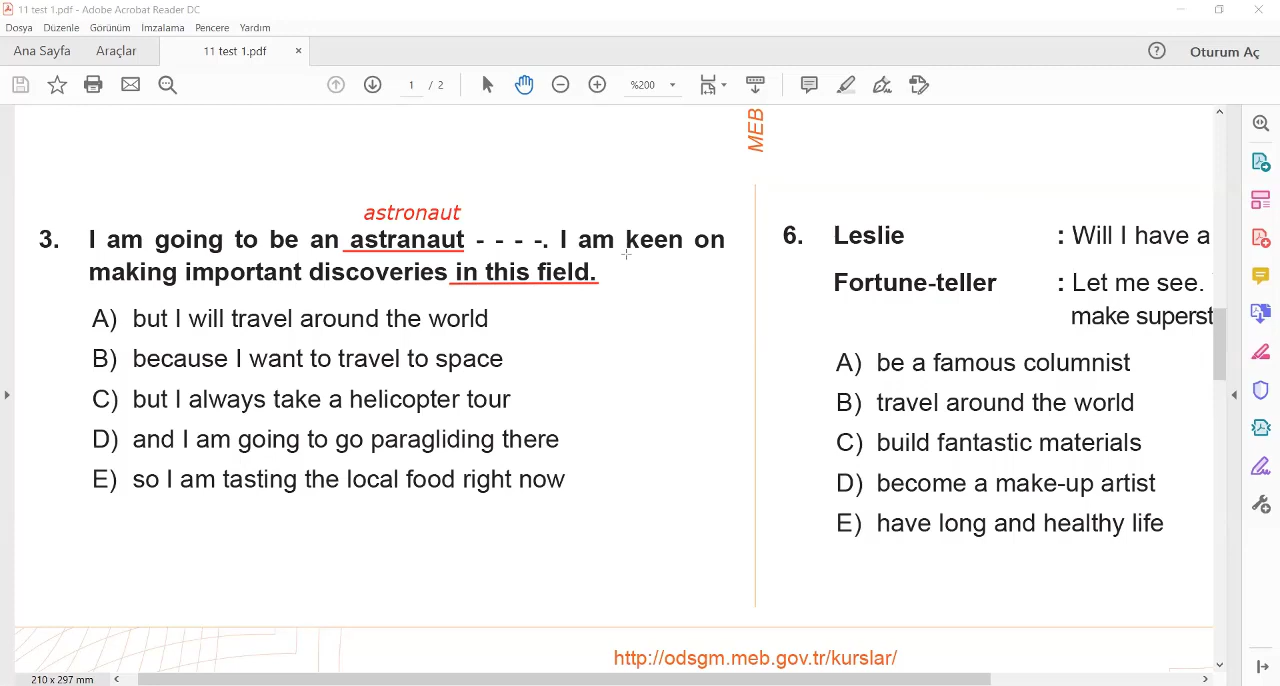 11 test 1.pdf - Adobe Acrobat Reader DC
Dosya Düzenle Görünüm İmzalama Pencere Yardım
Ana Sayfa Araçlar 11 test 1.pdf × ? Oturum Aç
1 / 2 %200
MEB
astronaut
3. I am going to be an astranaut - - - -. I am keen on
making important discoveries in this field.
A) but I will travel around the world
B) because I want to travel to space
C) but I always take a helicopter tour
D) and I am going to go paragliding there
E) so I am tasting the local food right now
6. Leslie : Will I have a
Fortune-teller : Let me see.
make superst
A) be a famous columnist
B) travel around the world
C) build fantastic materials
D) become a make-up artist
E) have long and healthy life
http://odsgm.meb.gov.tr/kurslar/
210 x 297 mm